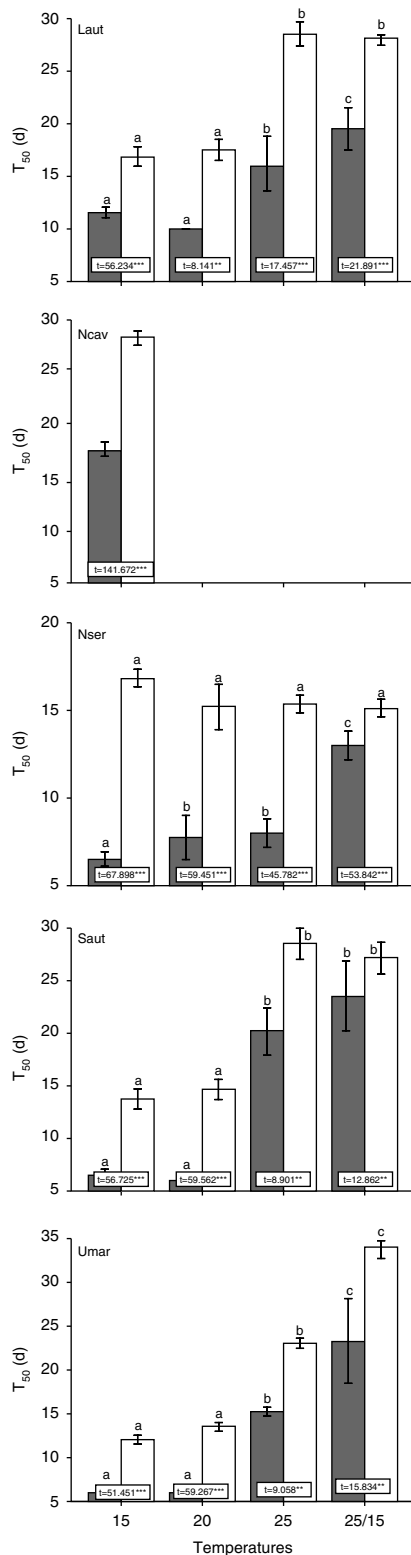 Laut
30
25
20
15
10
5
T50 (d)
a a a a b b c b
t=56.234*** t=8.141** t=17.457*** t=21.891***
Ncav
30
25
20
15
10
5
T50 (d)
t=141.672***
Nser
20
15
10
5
T50 (d)
a a b a b a c a
t=67.898*** t=59.451*** t=45.782*** t=53.842***
Saut
30
25
20
15
10
5
T50 (d)
a a a a b b b b
t=56.725*** t=59.562*** t=8.901** t=12.862**
Umar
35
30
25
20
15
10
5
T50 (d)
a a a a b b c c
t=51.451*** t=59.267*** t=9.058** t=15.834**
15 20 25 25/15
Temperatures